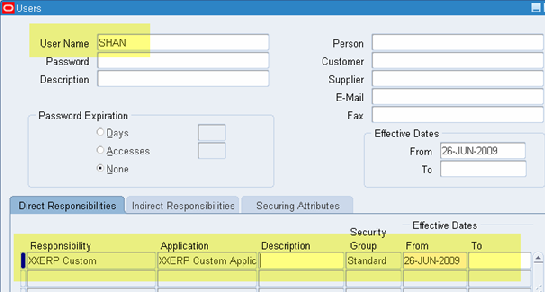 Users
User Name SHAN Person
Password Customer
Description Supplier
E-Mail
Fax
Password Expiration
Days
Accesses
None
Effective Dates
From 26-JUN-2009
To
Direct Responsibilities Indirect Responsibilities Securing Attributes
Security Effective Dates
Responsibility Application Description Group From To
XXERP Custom XXERP Custom Applic Standard 26-JUN-2009